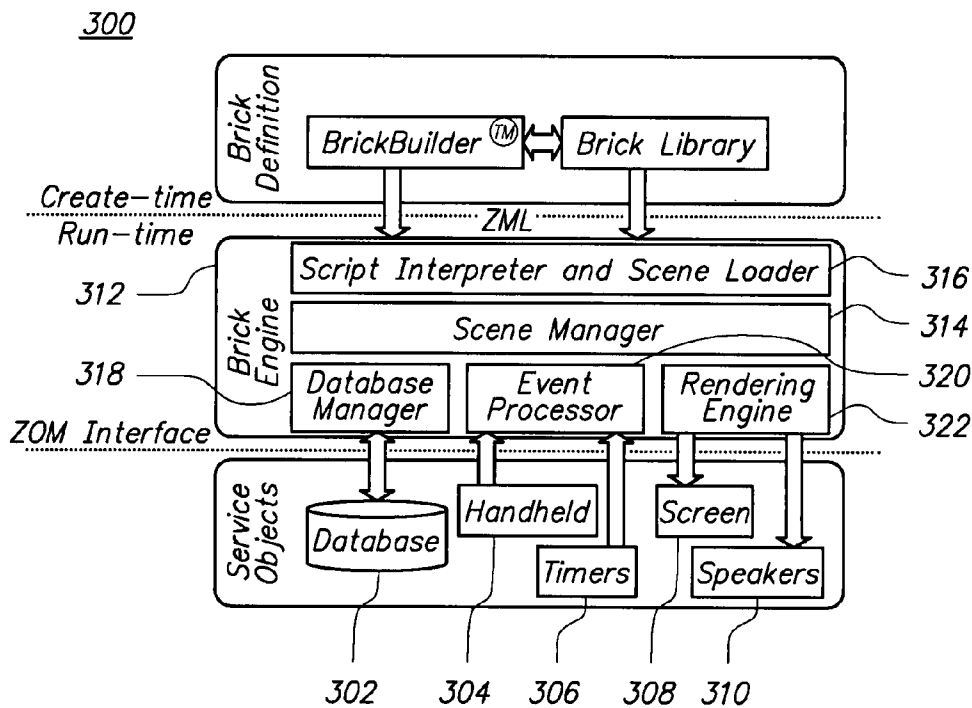 300
Brick
Definition
BrickBuilder TM
Brick Library
Create-time
ZML
Run-time
312
Brick
Engine
Script Interpreter and Scene Loader
316
Scene Manager
314
318
Database
Manager
Event
Processor
Rendering
Engine
320
322
ZOM Interface
Service
Objects
Database
Handheld
Timers
Screen
Speakers
302
304
306
308
310